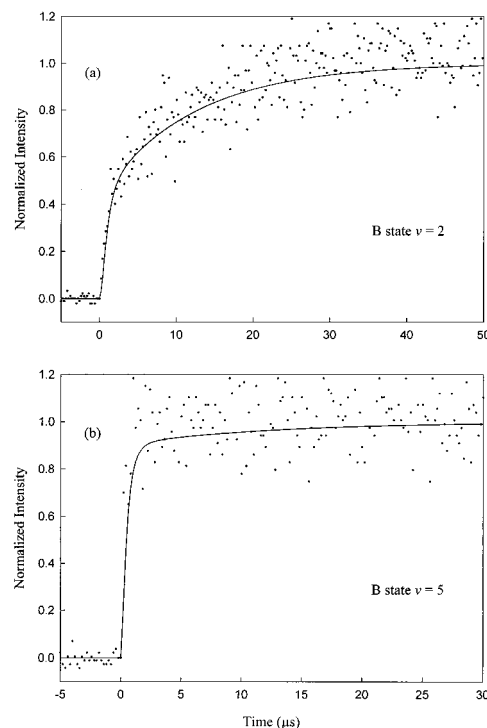 1.2
(a)
1.0
0.8
0.6
0.4
0.2
0.0
Normalized Intensity
B state v = 2
0 10 20 30 40 50
1.2
(b)
1.0
0.8
0.6
0.4
0.2
0.0
Normalized Intensity
B state v = 5
-5 0 5 10 15 20 25 30
Time (µs)